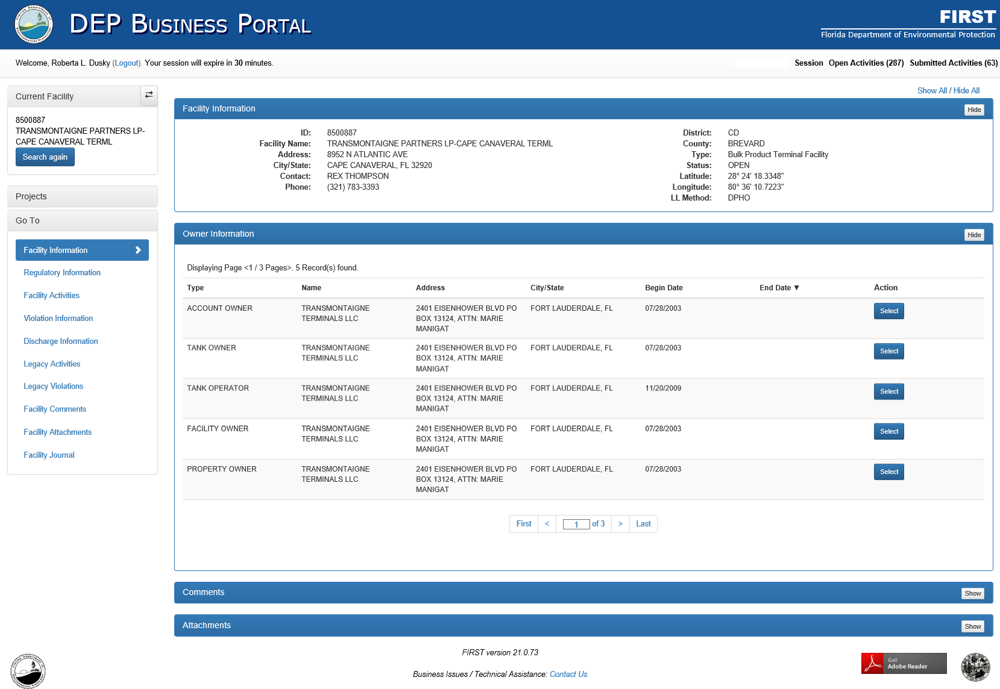 DEP BUSINESS PORTAL
FIRST
Florida Department of Environmental Protection
Welcome, Roberta L. Dusky (Logout). Your session will expire in 30 minutes.
Session Open Activities (287) Submitted Activities (63)
Current Facility
8500887
TRANSMONTAIGNE PARTNERS LP-
CAPE CANAVERAL TERML
Search again
Projects
Go To
Facility Information
Regulatory Information
Facility Activities
Violation Information
Discharge Information
Legacy Activities
Legacy Violations
Facility Comments
Facility Attachments
Facility Journal
Show All / Hide All
Facility Information
Hide
ID: 8500887
Facility Name: TRANSMONTAIGNE PARTNERS LP-CAPE CANAVERAL TERML
Address: 8952 N ATLANTIC AVE
City/State: CAPE CANAVERAL, FL 32920
Contact: REX THOMPSON
Phone: (321) 783-3393
District: CD
County: BREVARD
Type: Bulk Product Terminal Facility
Status: OPEN
Latitude: 28° 24' 18.3348"
Longitude: 80° 36' 10.7223"
LL Method: DPHO
Owner Information
Hide
Displaying Page <1 / 3 Pages>. 5 Record(s) found.
Type Name Address City/State Begin Date End Date ▼ Action
ACCOUNT OWNER TRANSMONTAIGNE 2401 EISENHOWER BLVD PO FORT LAUDERDALE, FL 07/28/2003 Select
TERMINALS LLC BOX 13124, ATTN: MARIE
MANIGAT
TANK OWNER TRANSMONTAIGNE 2401 EISENHOWER BLVD PO FORT LAUDERDALE, FL 07/28/2003 Select
TERMINALS LLC BOX 13124, ATTN: MARIE
MANIGAT
TANK OPERATOR TRANSMONTAIGNE 2401 EISENHOWER BLVD PO FORT LAUDERDALE, FL 11/20/2009 Select
TERMINALS LLC BOX 13124, ATTN: MARIE
MANIGAT
FACILITY OWNER TRANSMONTAIGNE 2401 EISENHOWER BLVD PO FORT LAUDERDALE, FL 07/28/2003 Select
TERMINALS LLC BOX 13124, ATTN: MARIE
MANIGAT
PROPERTY OWNER TRANSMONTAIGNE 2401 EISENHOWER BLVD PO FORT LAUDERDALE, FL 07/28/2003 Select
TERMINALS LLC BOX 13124, ATTN: MARIE
MANIGAT
First < 1 of 3 > Last
Comments
Show
Attachments
Show
FIRST version 21.0.73
Business Issues / Technical Assistance: Contact Us
Get
Adobe Reader